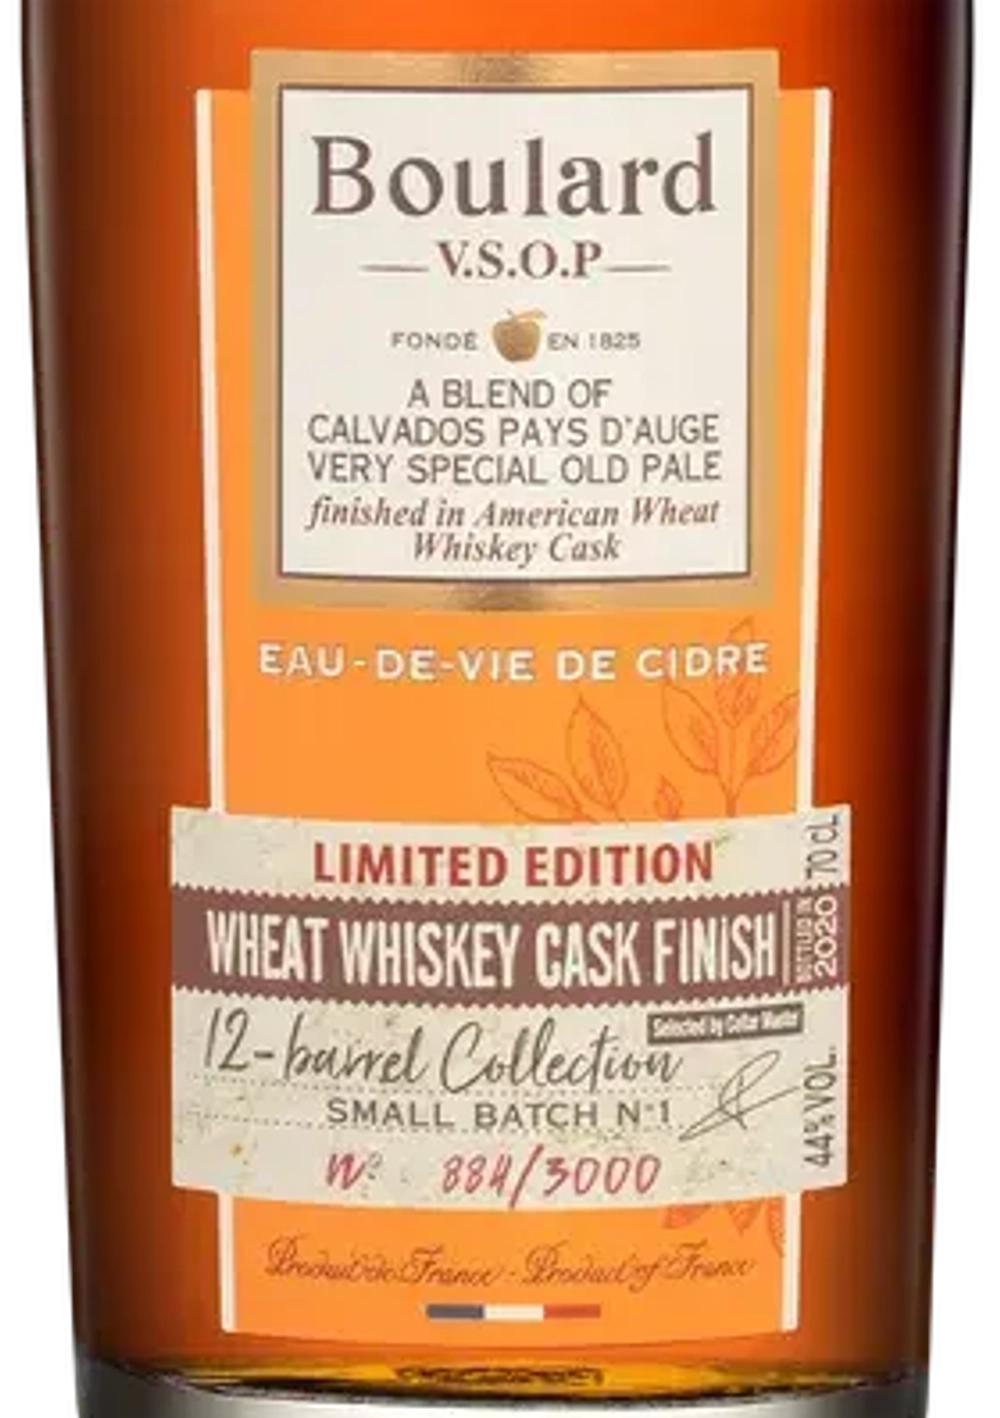 Boulard
V.S.O.P
FONDÉ EN 1825
A BLEND OF
CALVADOS PAYS D'AUGE
VERY SPECIAL OLD PALE
finished in American Wheat
Whiskey Cask
EAU-DE-VIE DE CIDRE
LIMITED EDITION
WHEAT WHISKEY CASK FINISH
BOTTLED IN
2020
70 cL
Selected by Cellar Master
12-barrel Collection
SMALL BATCH N°1
44% VOL.
N° 884/3000
Produit de France - Product of France